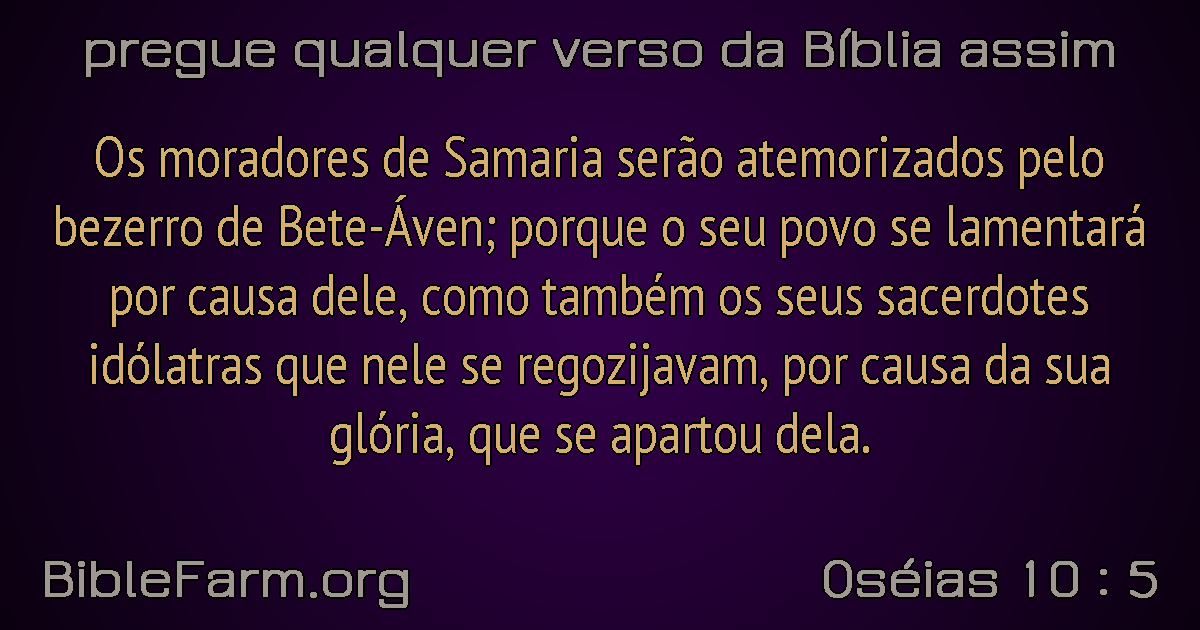 pregue qualquer verso da Bíblia assim
Os moradores de Samaria serão atemorizados pelo
bezerro de Bete-Áven; porque o seu povo se lamentará
por causa dele, como também os seus sacerdotes
idólatras que nele se regozijavam, por causa da sua
glória, que se apartou dela.
BibleFarm.org
Oséias 10 : 5